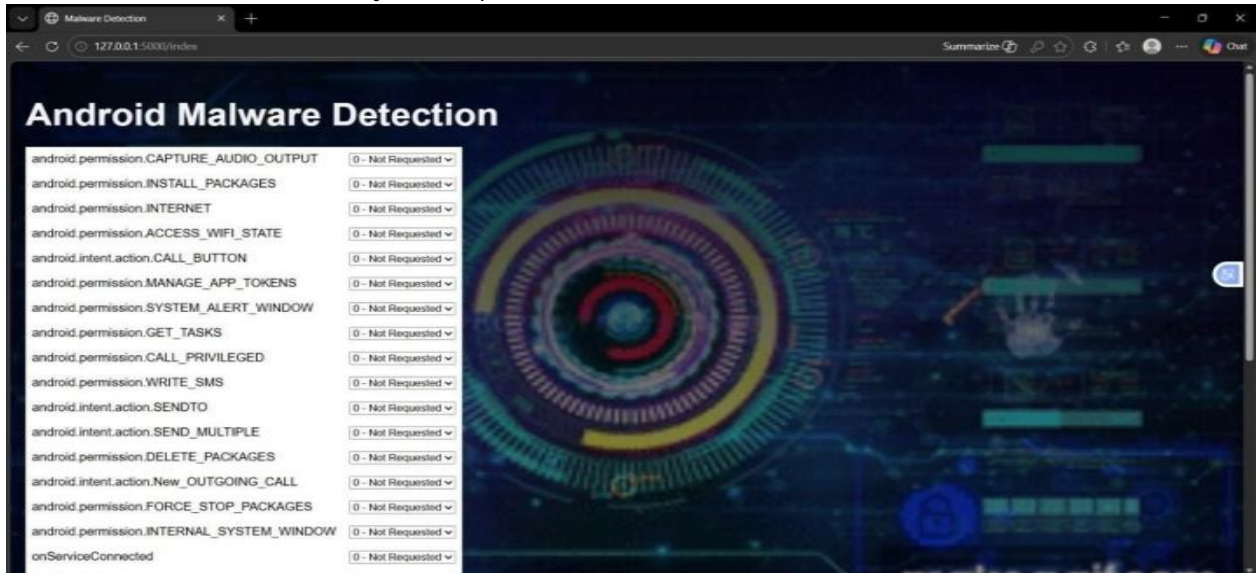 Malware Detection
127.0.0.1:5000/index
Summarize
Chat
Android Malware Detection
android.permission.CAPTURE_AUDIO_OUTPUT 0 - Not Requested
android.permission.INSTALL_PACKAGES 0 - Not Requested
android.permission.INTERNET 0 - Not Requested
android.permission.ACCESS_WIFI_STATE 0 - Not Requested
android.intent.action.CALL_BUTTON 0 - Not Requested
android.permission.MANAGE_APP_TOKENS 0 - Not Requested
android.permission.SYSTEM_ALERT_WINDOW 0 - Not Requested
android.permission.GET_TASKS 0 - Not Requested
android.permission.CALL_PRIVILEGED 0 - Not Requested
android.permission.WRITE_SMS 0 - Not Requested
android.intent.action.SENDTO 0 - Not Requested
android.intent.action.SEND_MULTIPLE 0 - Not Requested
android.permission.DELETE_PACKAGES 0 - Not Requested
android.intent.action.New_OUTGOING_CALL 0 - Not Requested
android.permission.FORCE_STOP_PACKAGES 0 - Not Requested
android.permission.INTERNAL_SYSTEM_WINDOW 0 - Not Requested
onServiceConnected 0 - Not Requested